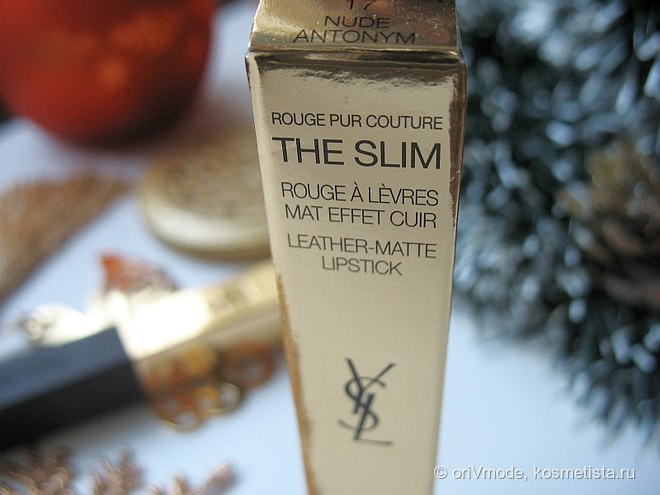 17
NUDE
ANTONYM
ROUGE PUR COUTURE
THE SLIM
ROUGE À LÈVRES
MAT EFFET CUIR
LEATHER-MATTE
LIPSTICK
YSL
© oriVmode, kosmetista.ru